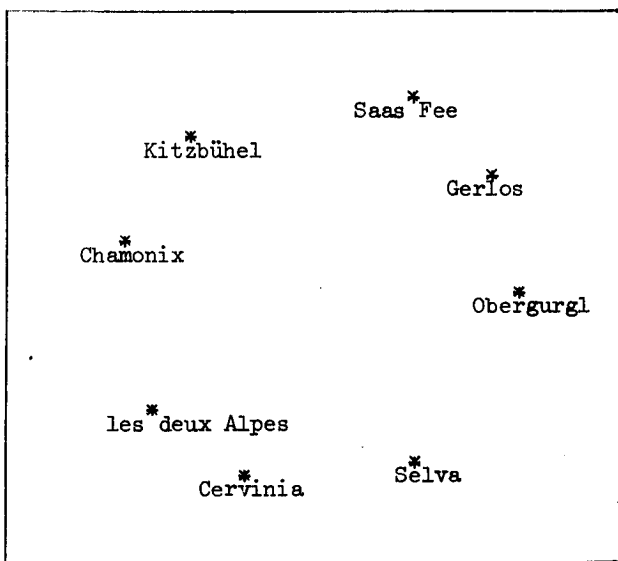 Saas Fee
Kitzbühel
Gerlos
Chamonix
Obergurgl
les deux Alpes
Selva
Cervinia